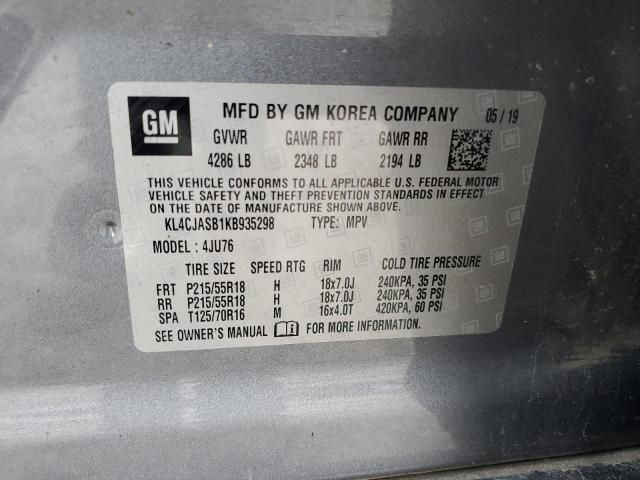 GM
MFD BY GM KOREA COMPANY 05/19
GVWR GAWR FRT GAWR RR
4286 LB 2348 LB 2194 LB
THIS VEHICLE CONFORMS TO ALL APPLICABLE U.S. FEDERAL MOTOR
VEHICLE SAFETY AND THEFT PREVENTION STANDARDS IN EFFECT
ON THE DATE OF MANUFACTURE SHOWN ABOVE.
KL4CJASB1KB935298 TYPE: MPV
MODEL: 4JU76
TIRE SIZE SPEED RTG RIM COLD TIRE PRESSURE
FRT P215/55R18 H 18x7.0J 240KPA, 35 PSI
RR P215/55R18 H 18x7.0J 240KPA, 35 PSI
SPA T125/70R16 M 16x4.0T 420KPA, 60 PSI
SEE OWNER'S MANUAL FOR MORE INFORMATION.